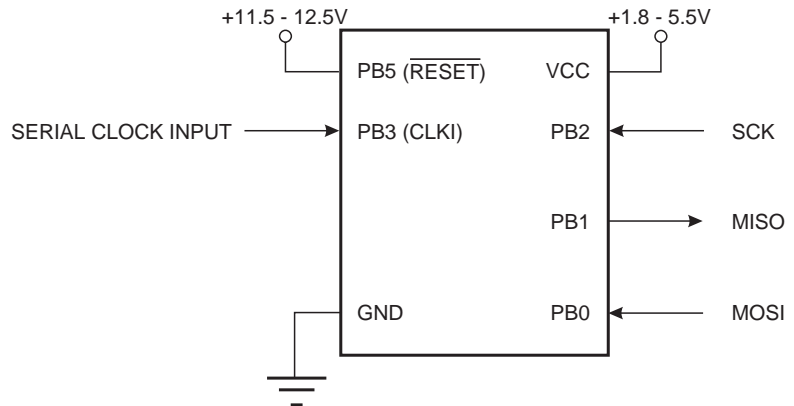 +11.5 - 12.5V
+1.8 - 5.5V
PB5 (RESET)
VCC
SERIAL CLOCK INPUT
PB3 (CLKI)
PB2
SCK
PB1
MISO
GND
PB0
MOSI